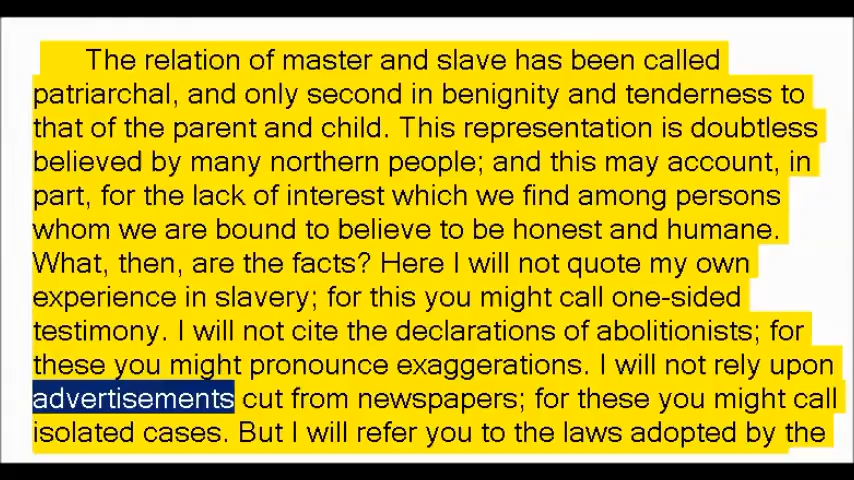 The relation of master and slave has been called
patriarchal, and only second in benignity and tenderness to
that of the parent and child. This representation is doubtless
believed by many northern people; and this may account, in
part, for the lack of interest which we find among persons
whom we are bound to believe to be honest and humane.
What, then, are the facts? Here I will not quote my own
experience in slavery; for this you might call one-sided
testimony. I will not cite the declarations of abolitionists; for
these you might pronounce exaggerations. I will not rely upon
advertisements cut from newspapers; for these you might call
isolated cases. But I will refer you to the laws adopted by the